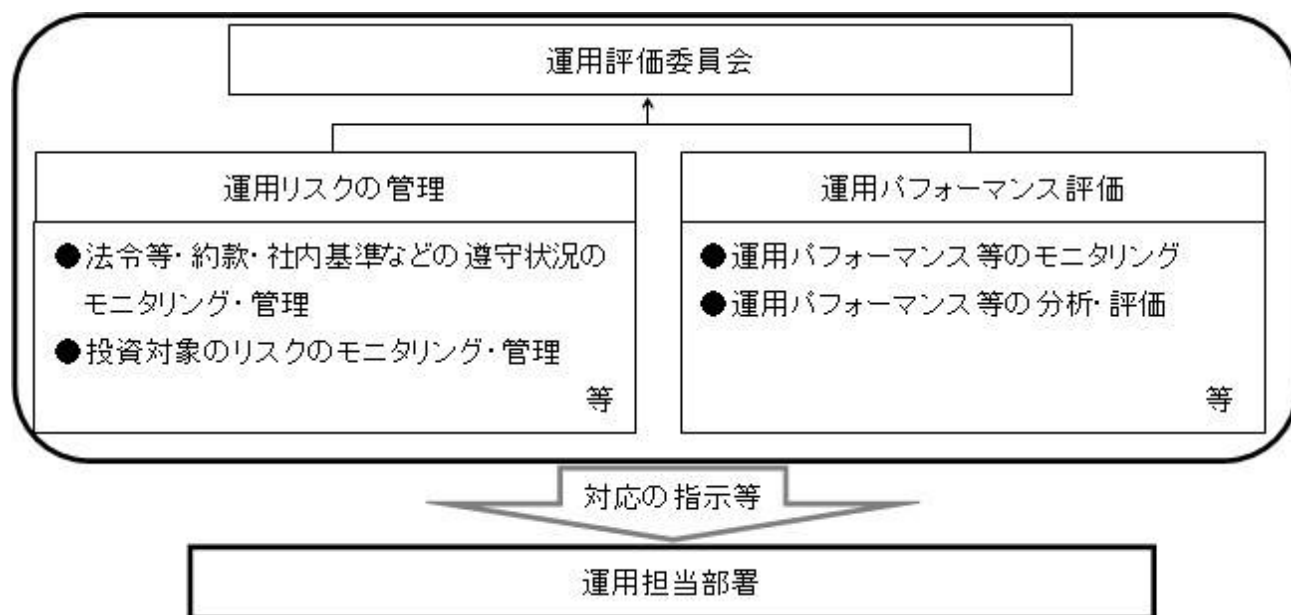 運用評価委員会
運用リスクの管理
●法令等・約款・社内基準などの遵守状況の
モニタリング・管理
●投資対象のリスクのモニタリング・管理
等
運用パフォーマンス評価
●運用パフォーマンス等のモニタリング
●運用パフォーマンス等の分析・評価
等
対応の指示等
運用担当部署